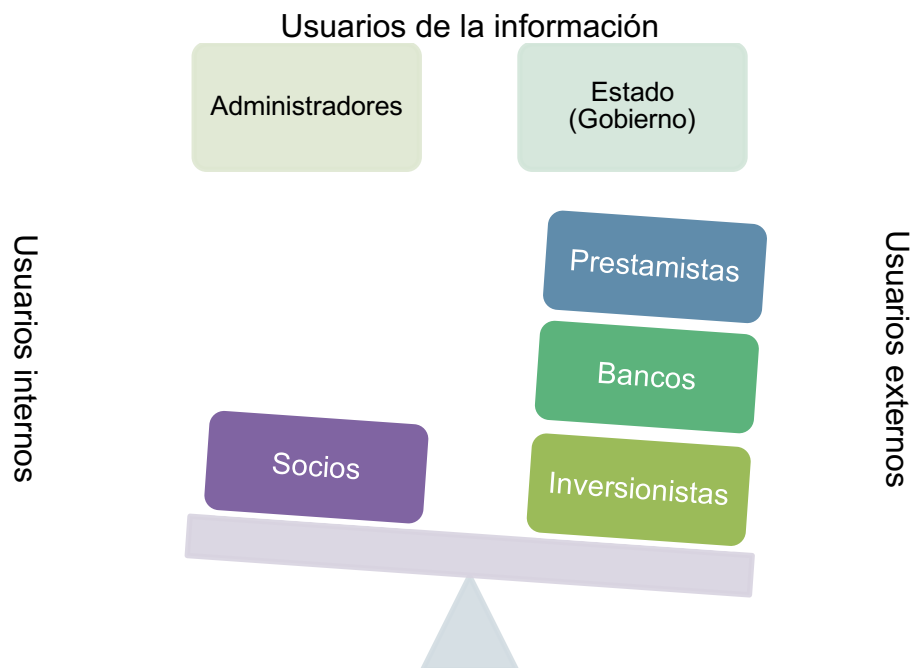 Usuarios de la información
Administradores
Estado
(Gobierno)
Usuarios internos
Prestamistas
Bancos
Socios
Inversionistas
Usuarios externos